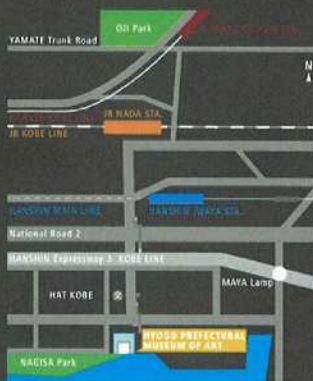 Oji Park
YAMATE Trunk Road
N
JR NADA STA.
JR KOBE LINE
HANSHIN MAIN LINE
HANSHIN IWAYA STA.
National Road 2
HANSHIN Expressway 3 KOBE LINE
MAYA Lamp
HAT KOBE
HYOGO PREFECTURAL
MUSEUM OF ART
NAGISA Park